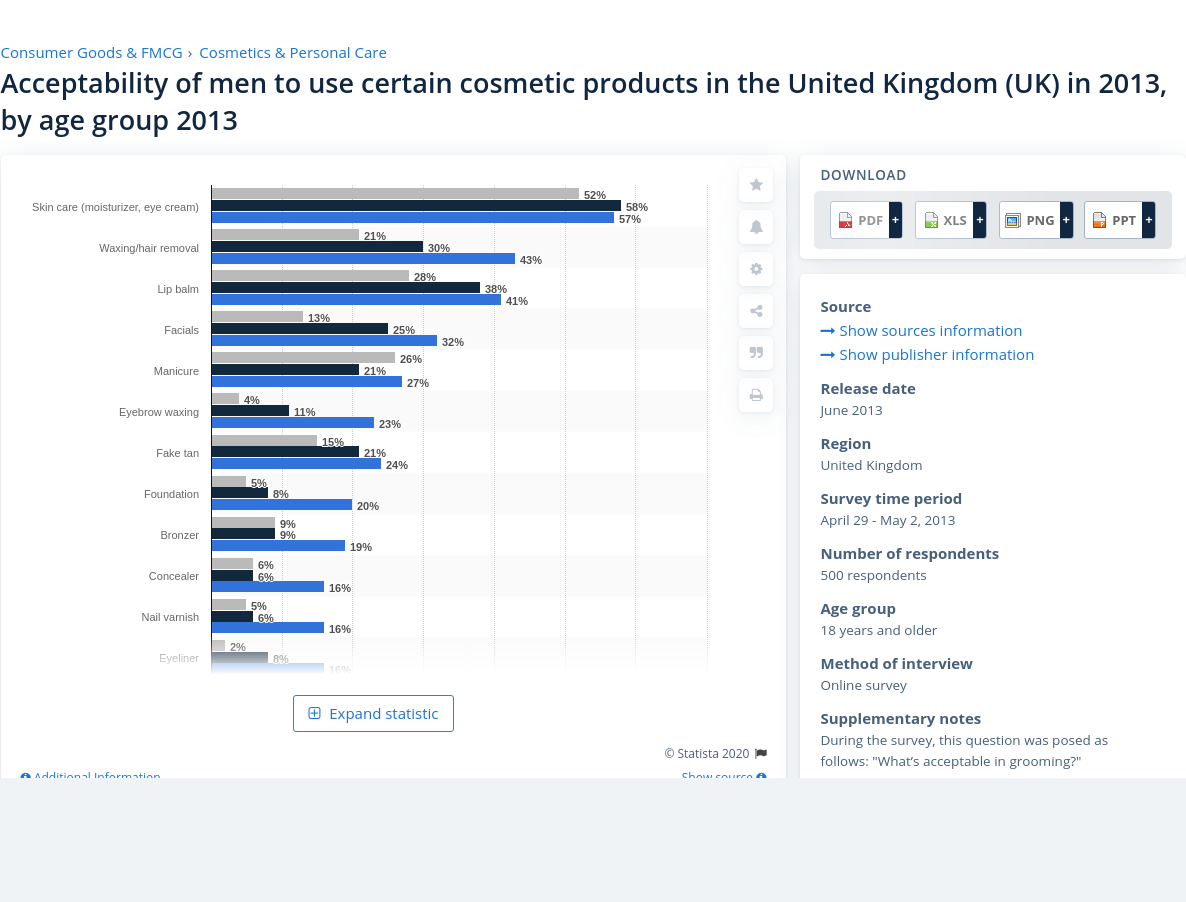 Consumer Goods & FMCG › Cosmetics & Personal Care
Acceptability of men to use certain cosmetic products in the United Kingdom (UK) in 2013,
by age group 2013
Skin care (moisturizer, eye cream)
52%
58%
57%
Waxing/hair removal
21%
30%
43%
Lip balm
28%
38%
41%
Facials
13%
25%
32%
Manicure
26%
21%
27%
Eyebrow waxing
4%
11%
23%
Fake tan
15%
21%
24%
Foundation
5%
8%
20%
Bronzer
9%
9%
19%
Concealer
6%
6%
16%
Nail varnish
5%
6%
16%
Eyeliner
2%
8%
16%
Expand statistic
© Statista 2020
Additional Information
Show source
DOWNLOAD
PDF +
XLS +
PNG +
PPT +
Source
Show sources information
Show publisher information
Release date
June 2013
Region
United Kingdom
Survey time period
April 29 - May 2, 2013
Number of respondents
500 respondents
Age group
18 years and older
Method of interview
Online survey
Supplementary notes
During the survey, this question was posed as
follows: "What’s acceptable in grooming?"